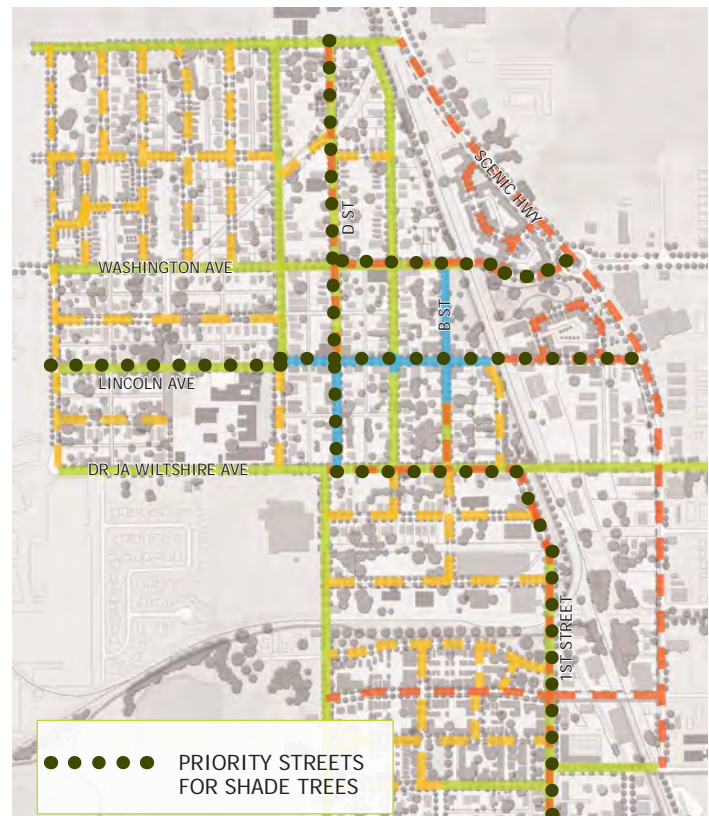 SCENIC HWY
D ST
WASHINGTON AVE
B ST
LINCOLN AVE
DR JA WILTSHIRE AVE
1ST STREET
PRIORITY STREETS
FOR SHADE TREES